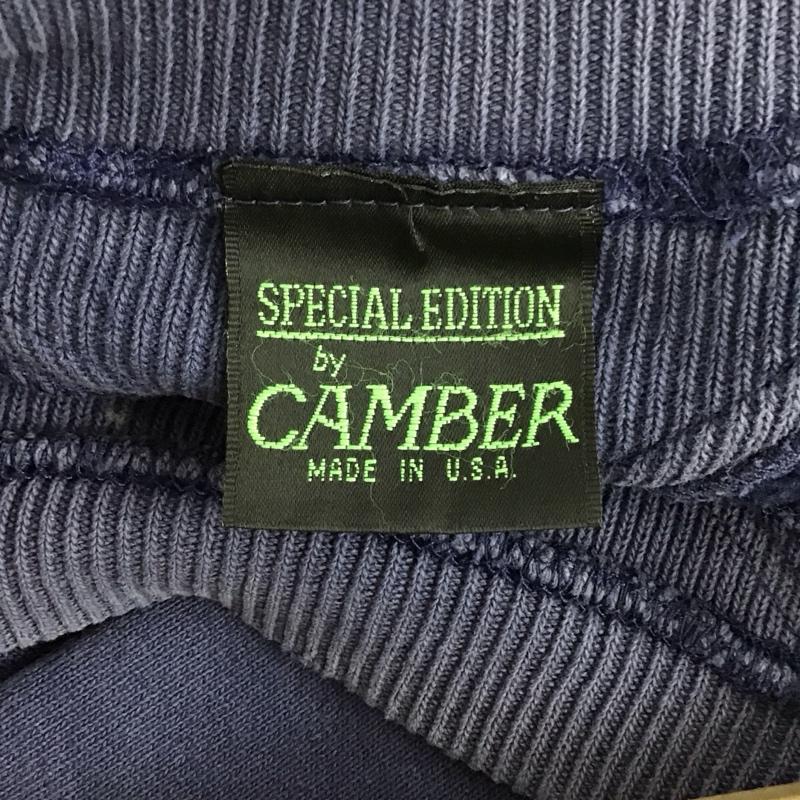 SPECIAL EDITION
by
CAMBER
MADE IN U.S.A.